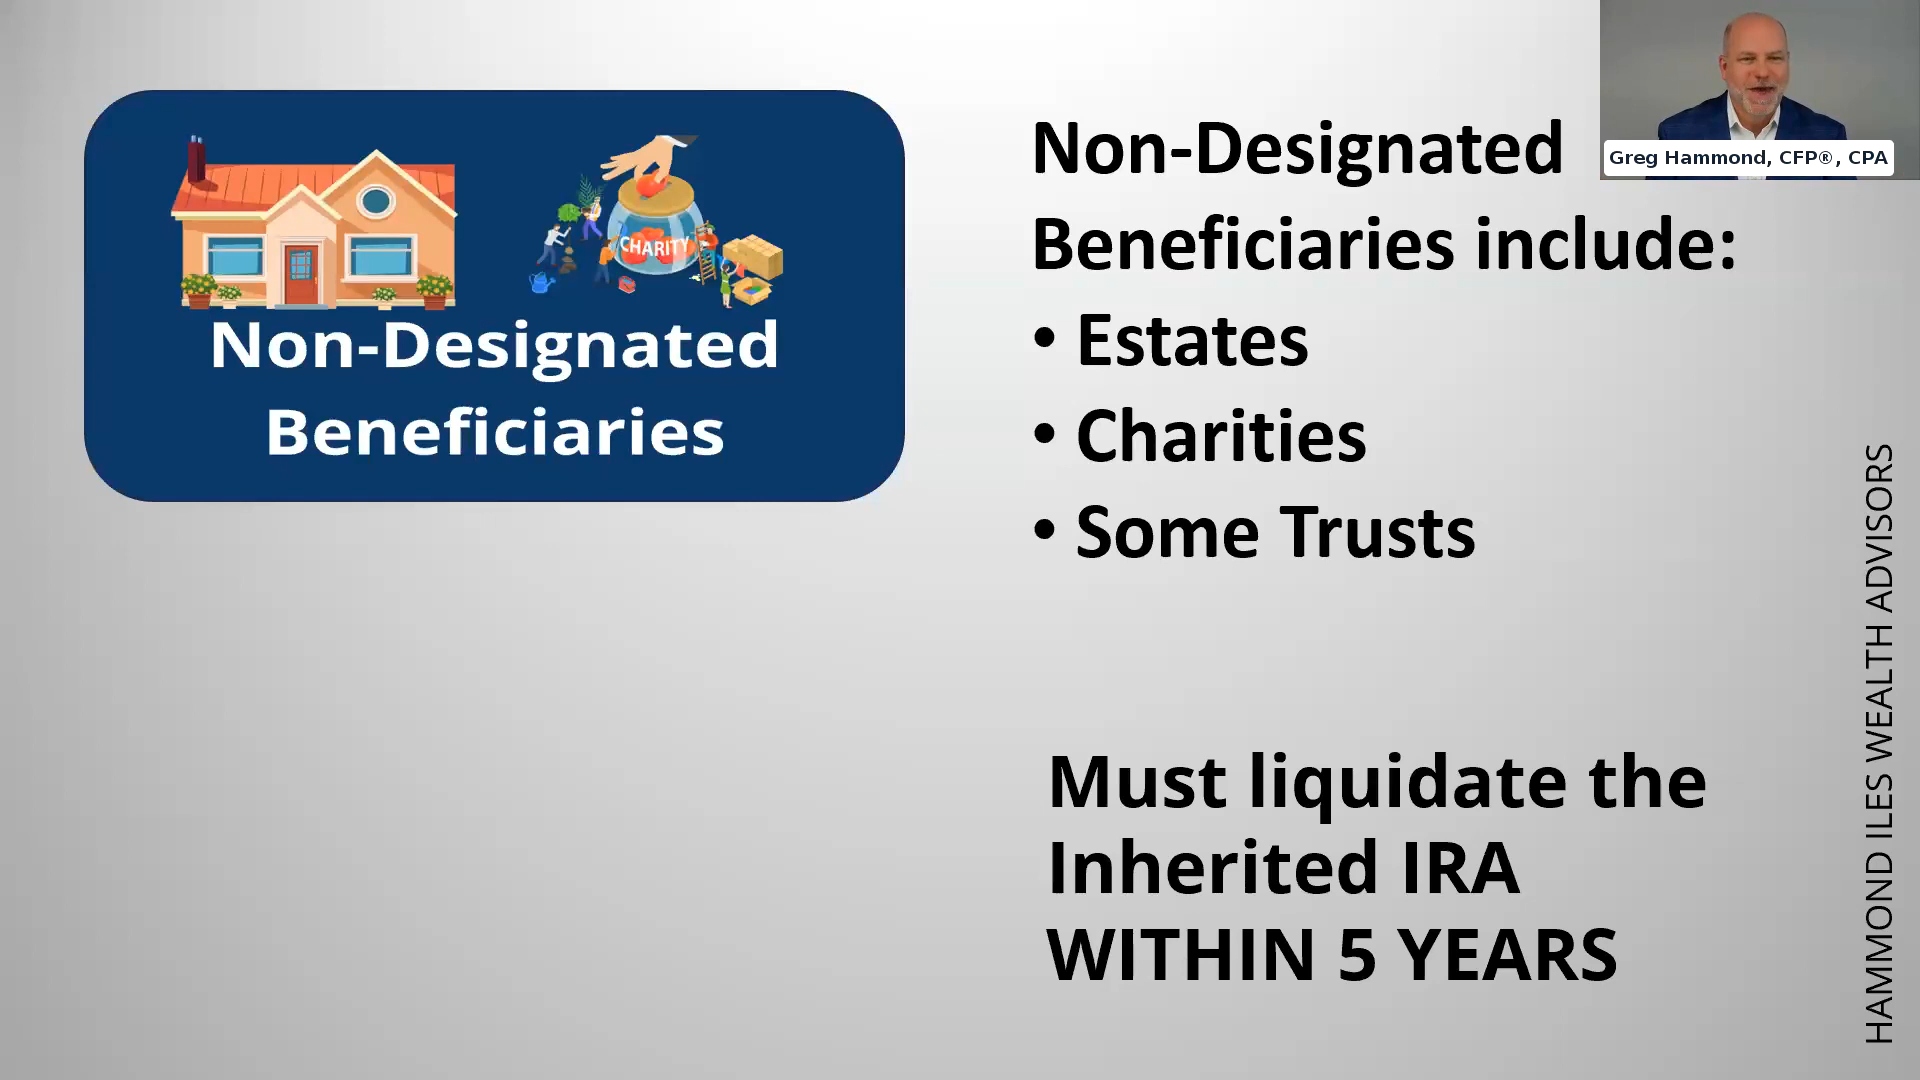 CHARITY
Non-Designated
Beneficiaries
Non-Designated
Beneficiaries include:
• Estates
• Charities
• Some Trusts
Must liquidate the
Inherited IRA
WITHIN 5 YEARS
Greg Hammond, CFP®, CPA
HAMMOND ILES WEALTH ADVISORS